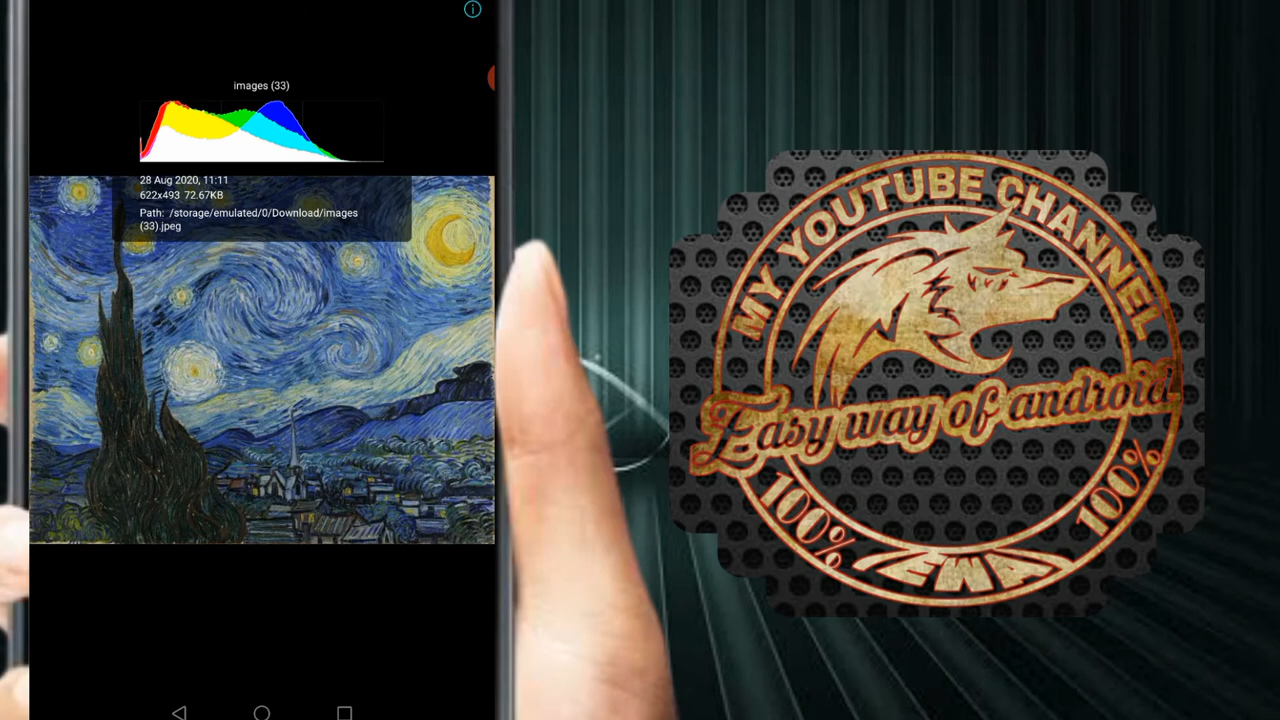 images (33)
28 Aug 2020, 11:11
622x493 72.67KB
Path: /storage/emulated/0/Download/images
(33).jpeg
MY YOUTUBE CHANNEL
Easy way of android
100% ZEWAY 100%